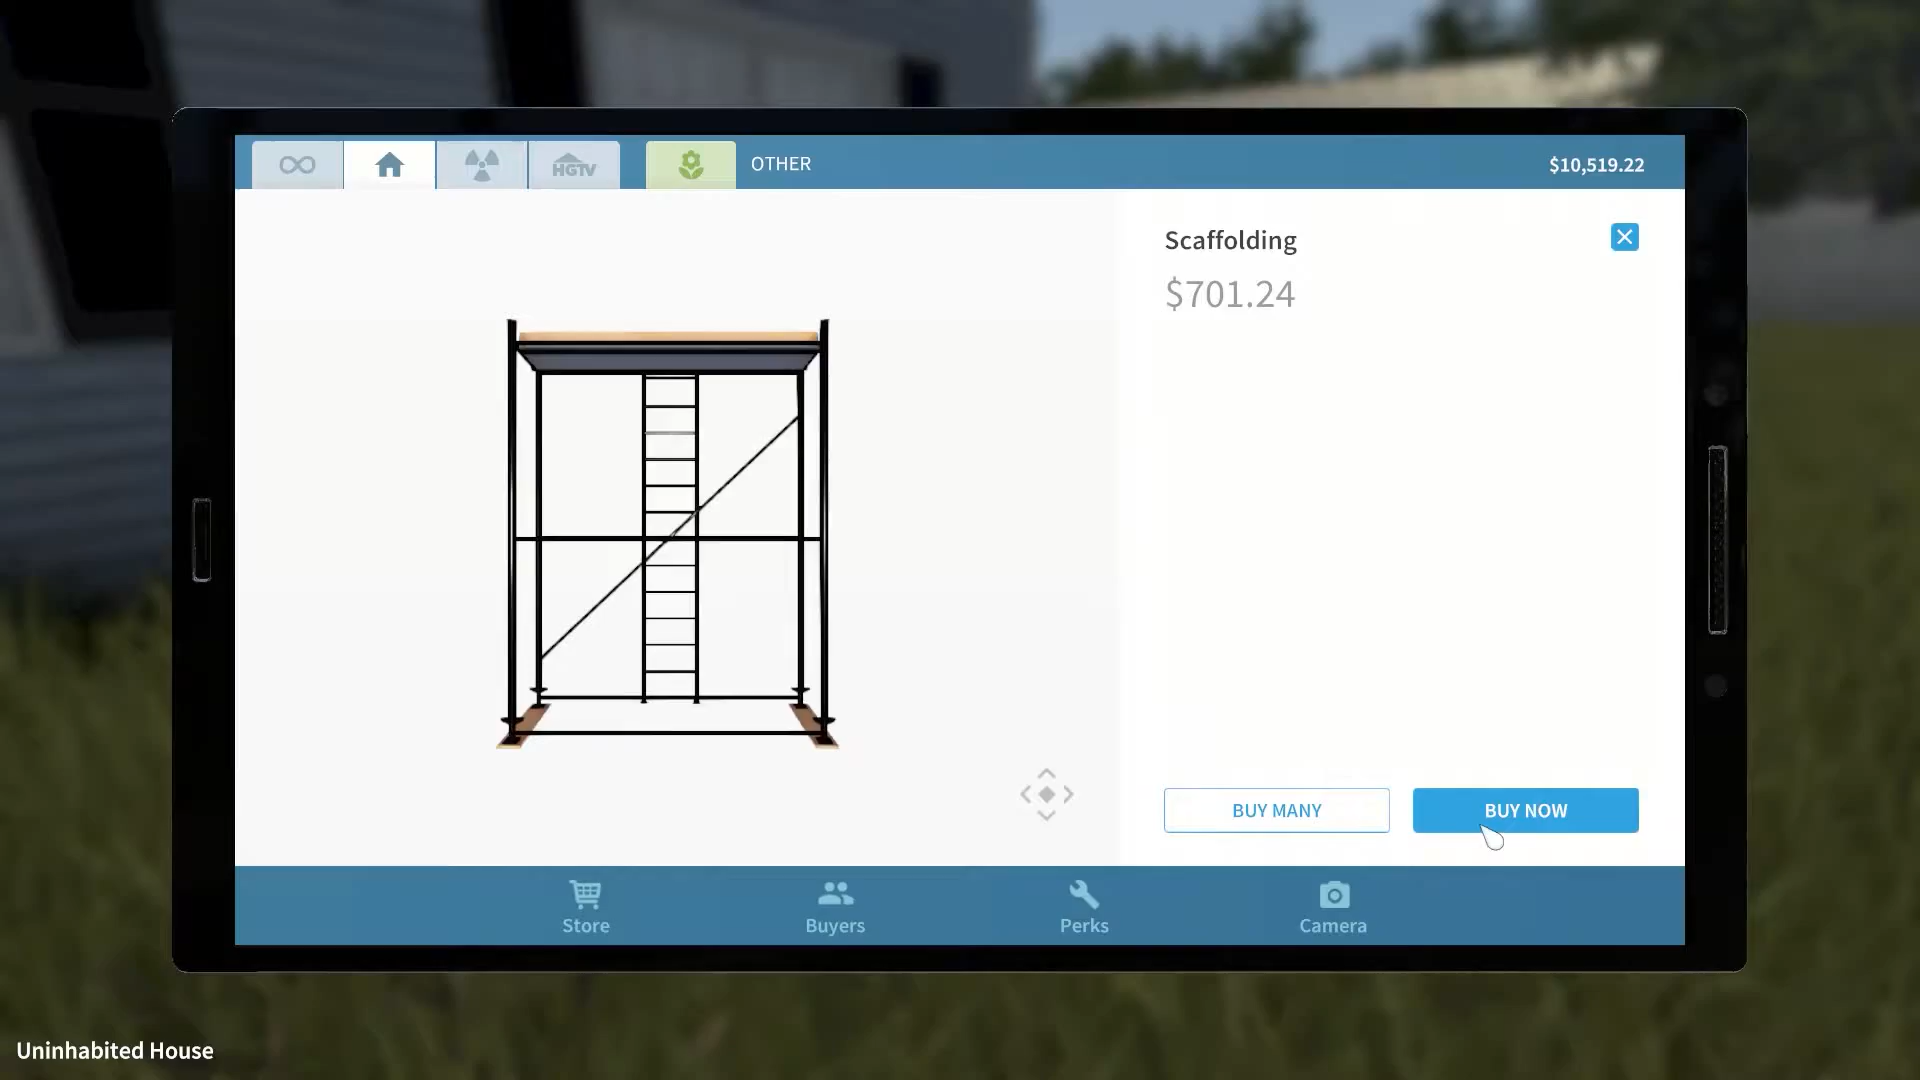 HGTV
OTHER
$10,519.22
Scaffolding
$701.24
BUY MANY
BUY NOW
Store
Buyers
Perks
Camera
Uninhabited House